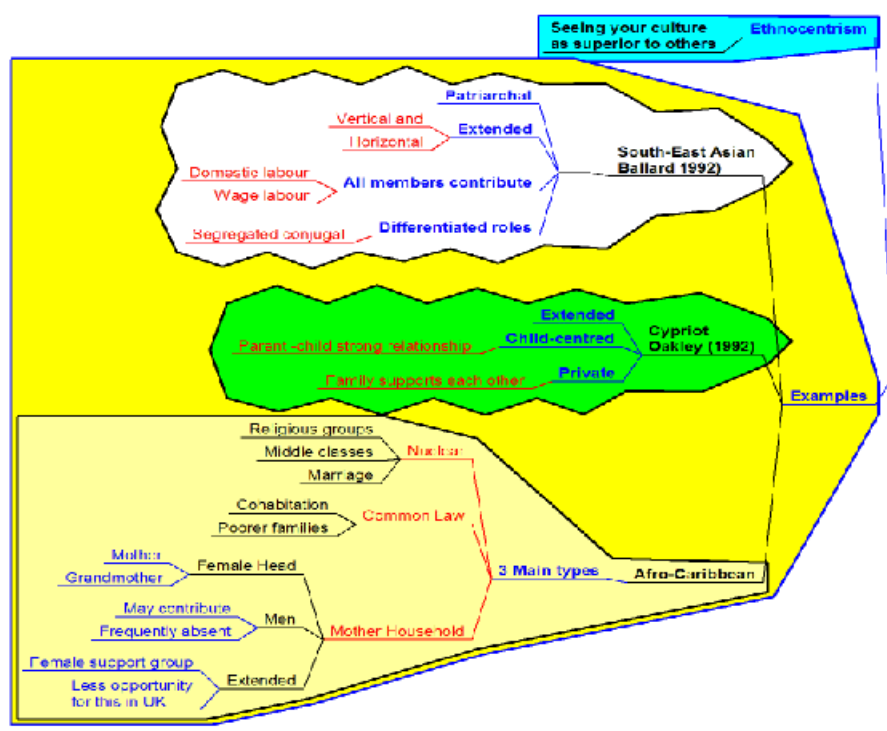 Seeing your culture
as superior to others
Ethnocentrism
Patriarchal
Vertical and
Horizontal
Extended
South-East Asian
Ballard 1992)
Domestic labour
Wage labour
All members contribute
Segregated conjugal
Differentiated roles
Extended
Cypriot
Oakley (1992)
Parent -child strong relationship
Child-centred
Family supports each other
Private
Examples
Religious groups
Middle classes
Marriage
Nuclear
Cohabitation
Poorer families
Common Law
3 Main types
Afro-Caribbean
Mother
Grandmother
Female Head
May contribute
Frequently absent
Men
Mother Household
Female support group
Less opportunity
for this in UK
Extended